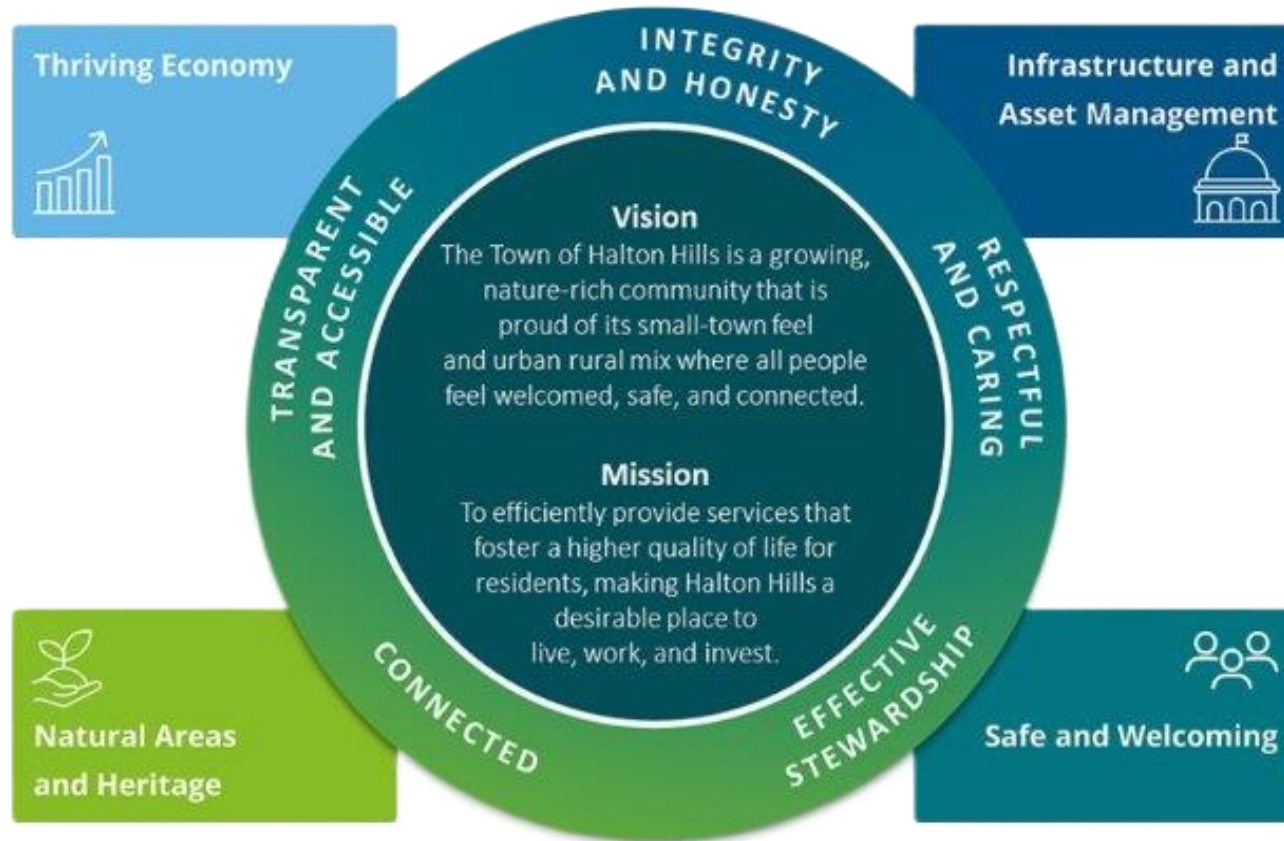 Thriving Economy
INTEGRITY
AND HONESTY
Infrastructure and
Asset Management
TRANSPARENT
AND ACCESSIBLE
RESPECTFUL
AND CARING
Vision
The Town of Halton Hills is a growing,
nature-rich community that is
proud of its small-town feel
and urban rural mix where all people
feel welcomed, safe, and connected.
Mission
To efficiently provide services that
foster a higher quality of life for
residents, making Halton Hills a
desirable place to
live, work, and invest.
CONNECTED
EFFECTIVE
STEWARDSHIP
Natural Areas
and Heritage
Safe and Welcoming